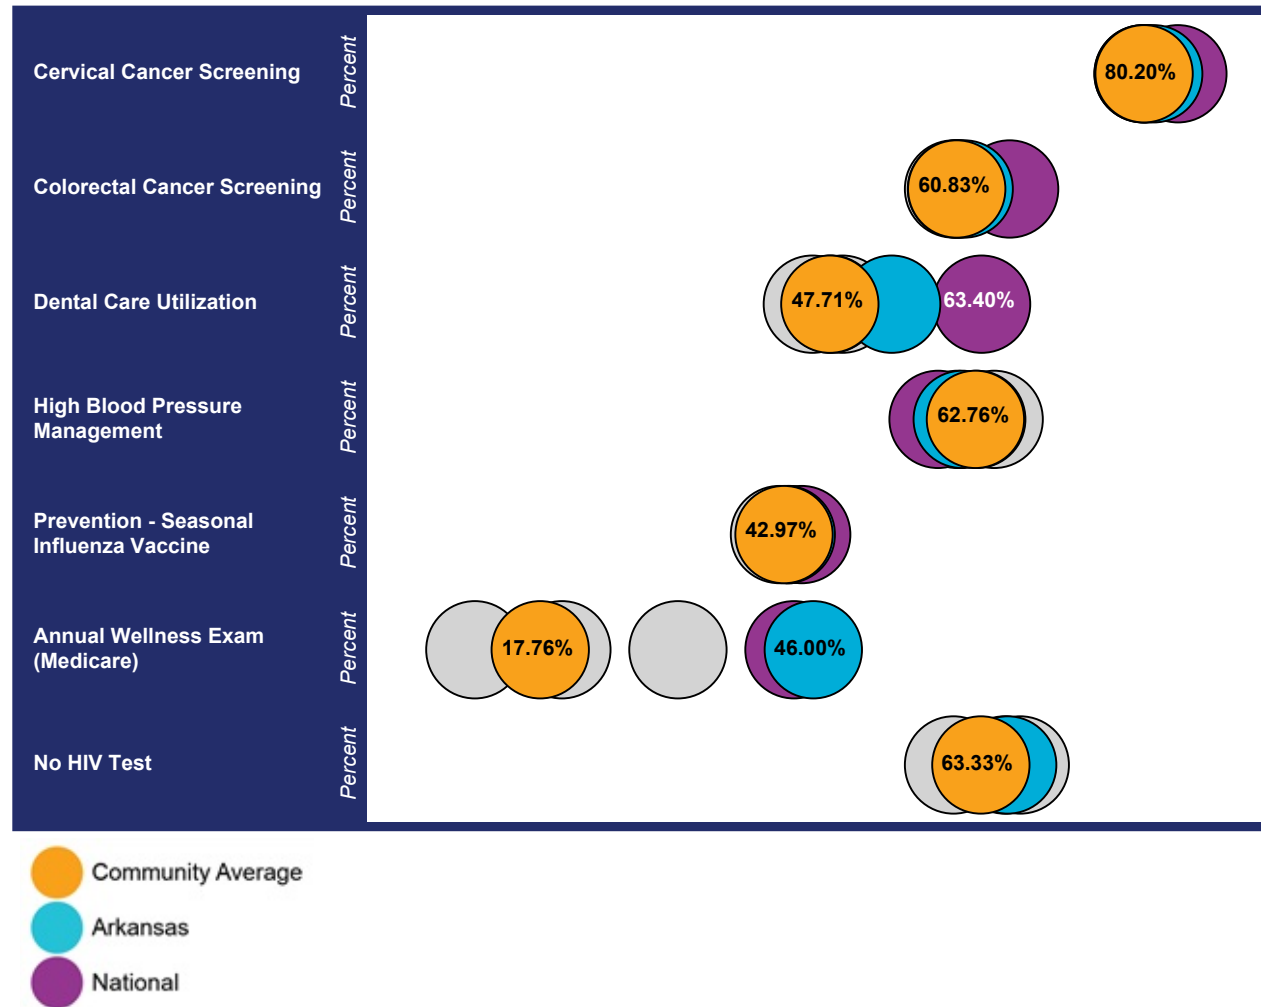 Cervical Cancer Screening
Percent
80.20%
Colorectal Cancer Screening
Percent
60.83%
Dental Care Utilization
Percent
47.71%
63.40%
High Blood Pressure
Management
Percent
62.76%
Prevention - Seasonal
Influenza Vaccine
Percent
42.97%
Annual Wellness Exam
(Medicare)
Percent
17.76%
46.00%
No HIV Test
Percent
63.33%
Community Average
Arkansas
National